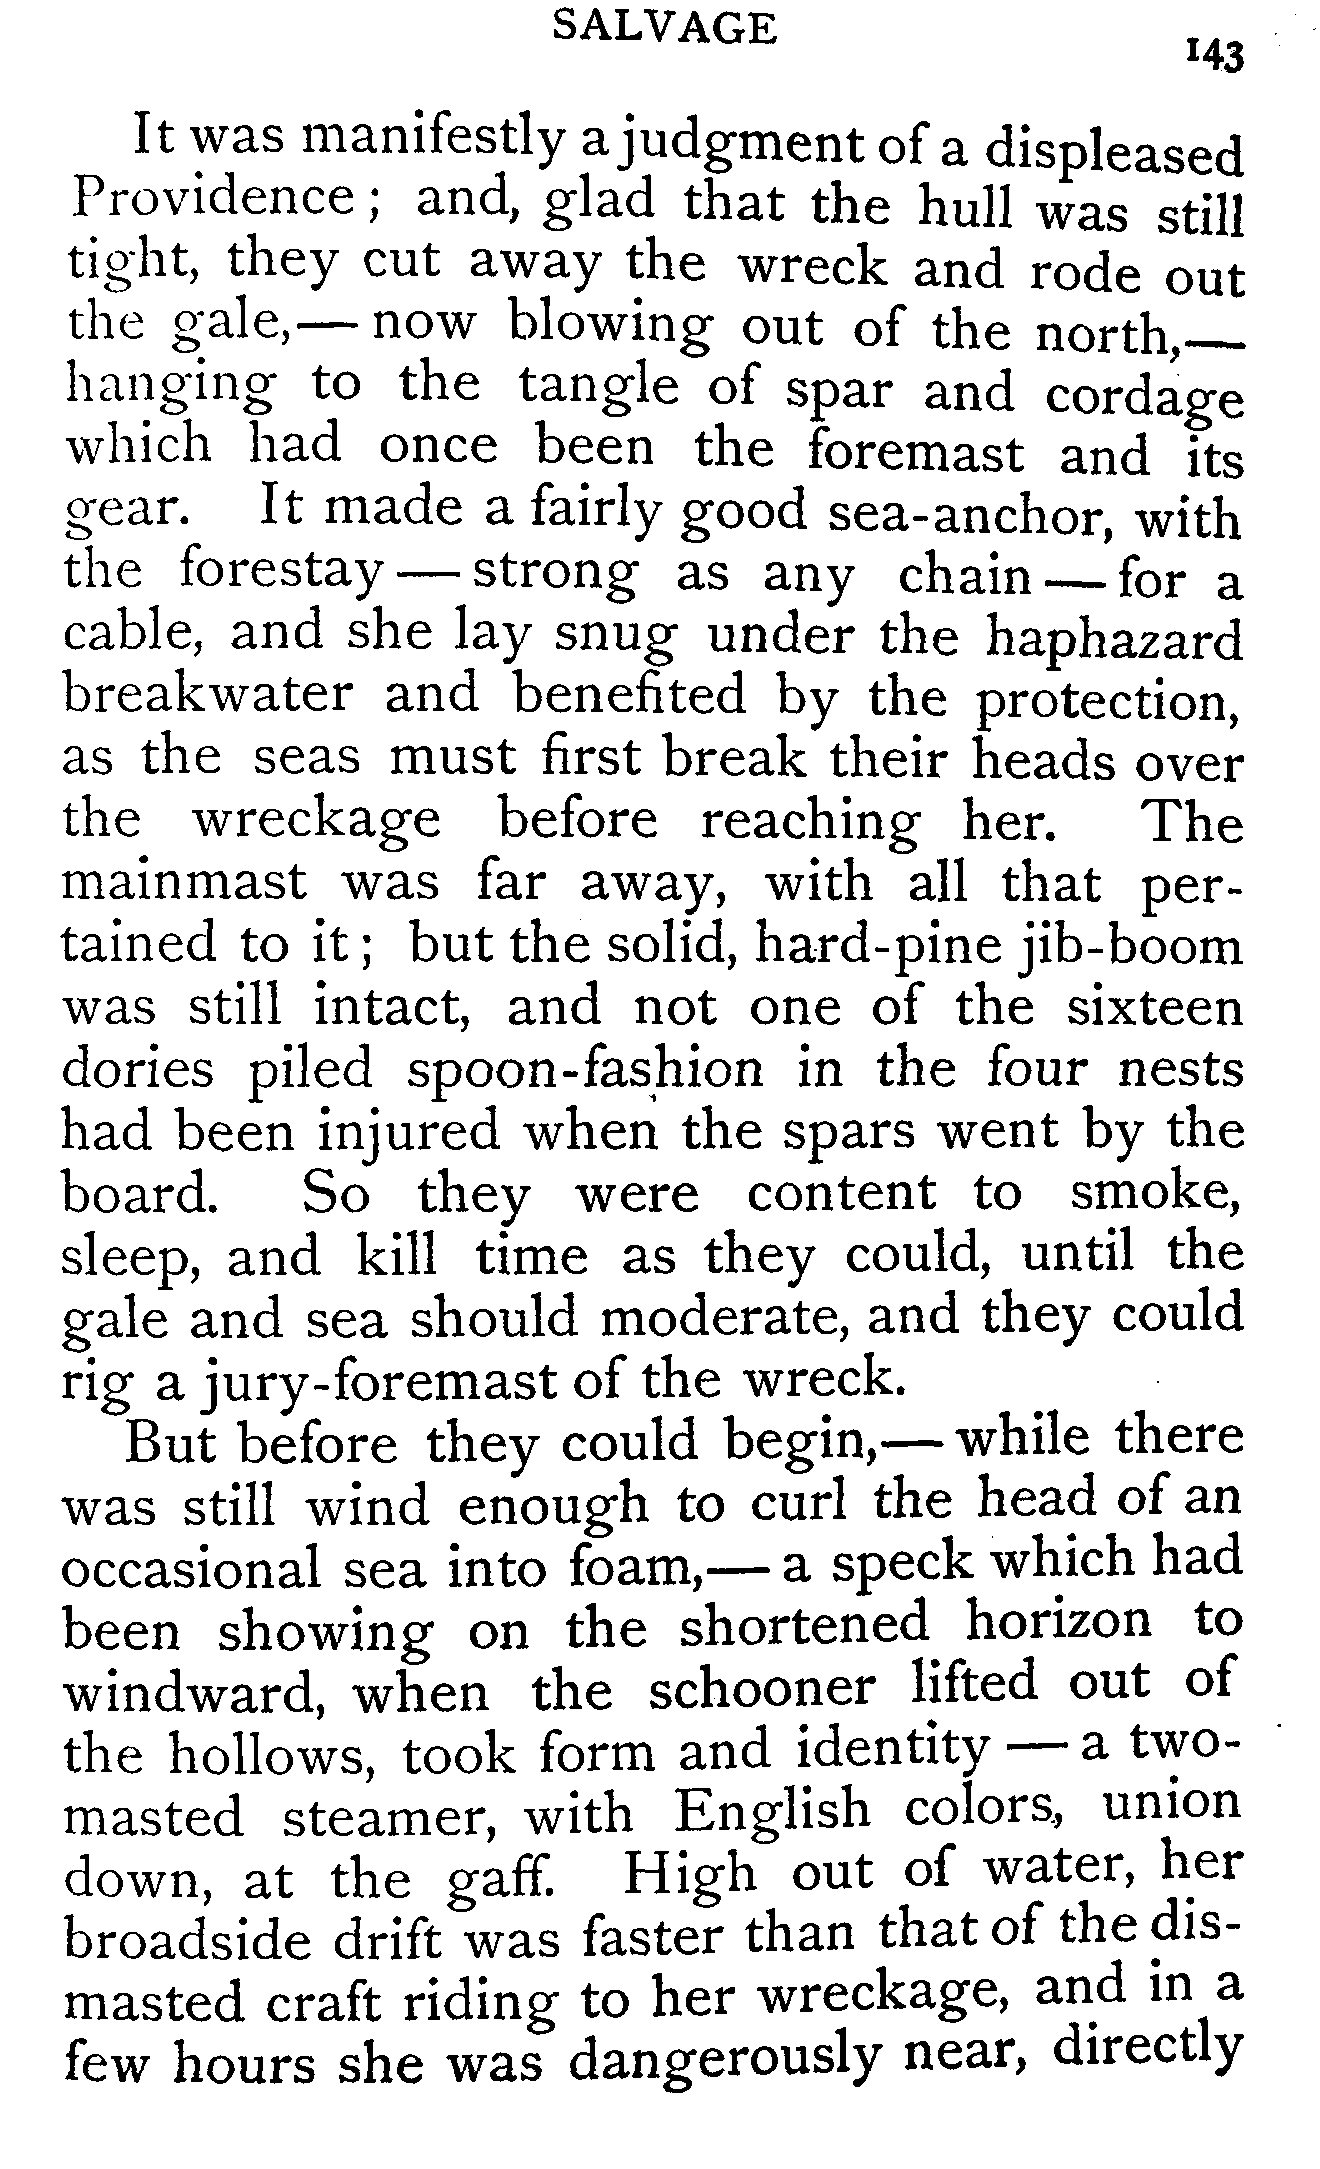 SALVAGE
143
It was manifestly a judgment of a displeased
Providence; and, glad that the hull was still
tight, they cut away the wreck and rode out
the gale,— now blowing out of the north,—
hanging to the tangle of spar and cordage
which had once been the foremast and its
gear. It made a fairly good sea-anchor, with
the forestay — strong as any chain — for a
cable, and she lay snug under the haphazard
breakwater and benefited by the protection,
as the seas must first break their heads over
the wreckage before reaching her. The
mainmast was far away, with all that per-
tained to it; but the solid, hard-pine jib-boom
was still intact, and not one of the sixteen
dories piled spoon-fashion in the four nests
had been injured when the spars went by the
board. So they were content to smoke,
sleep, and kill time as they could, until the
gale and sea should moderate, and they could
rig a jury-foremast of the wreck.
But before they could begin,— while there
was still wind enough to curl the head of an
occasional sea into foam,— a speck which had
been showing on the shortened horizon to
windward, when the schooner lifted out of
the hollows, took form and identity — a two-
masted steamer, with English colors, union
down, at the gaff. High out of water, her
broadside drift was faster than that of the dis-
masted craft riding to her wreckage, and in a
few hours she was dangerously near, directly